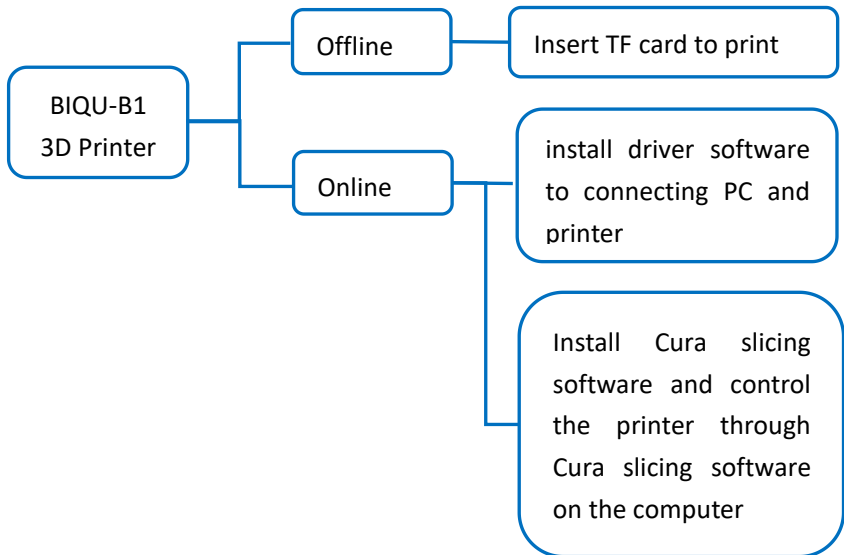 Offline
Insert TF card to print
BIQU-B1
3D Printer
Online
install driver software
to connecting PC and
printer
Install Cura slicing
software and control
the printer through
Cura slicing software
on the computer